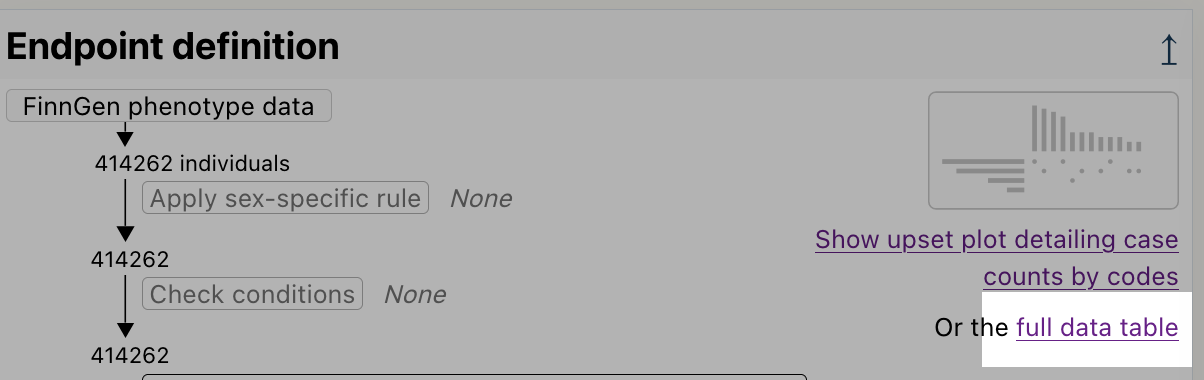 Endpoint definition
↥
FinnGen phenotype data
414262 individuals
Apply sex-specific rule None
414262
Check conditions None
414262
Show upset plot detailing case
counts by codes
Or the full data table